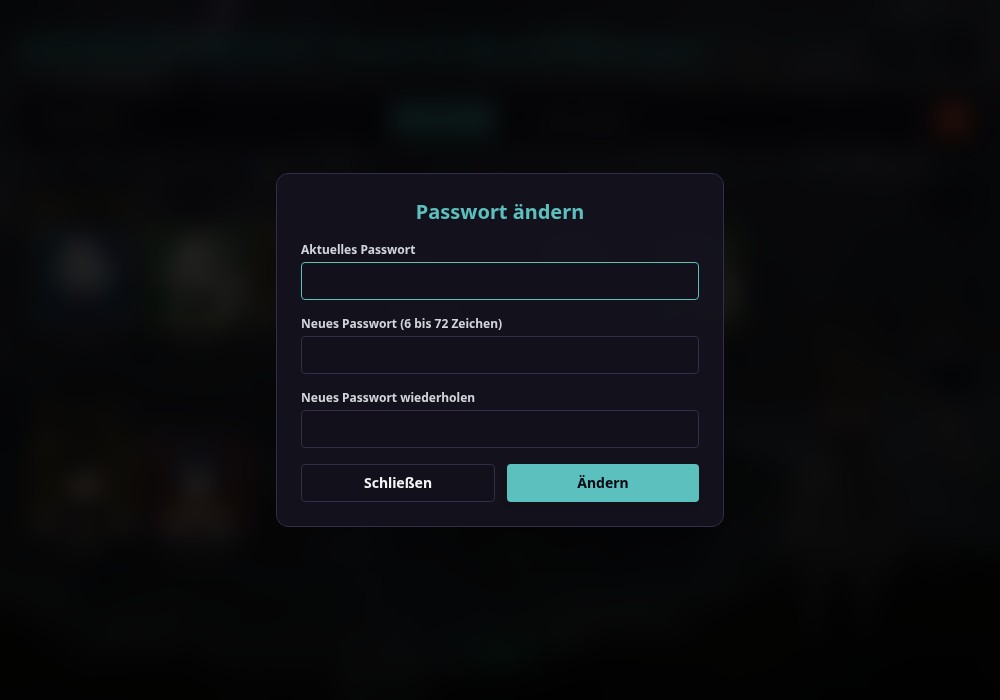 Passwort ändern
Aktuelles Passwort
Neues Passwort (6 bis 72 Zeichen)
Neues Passwort wiederholen
Schließen
Ändern